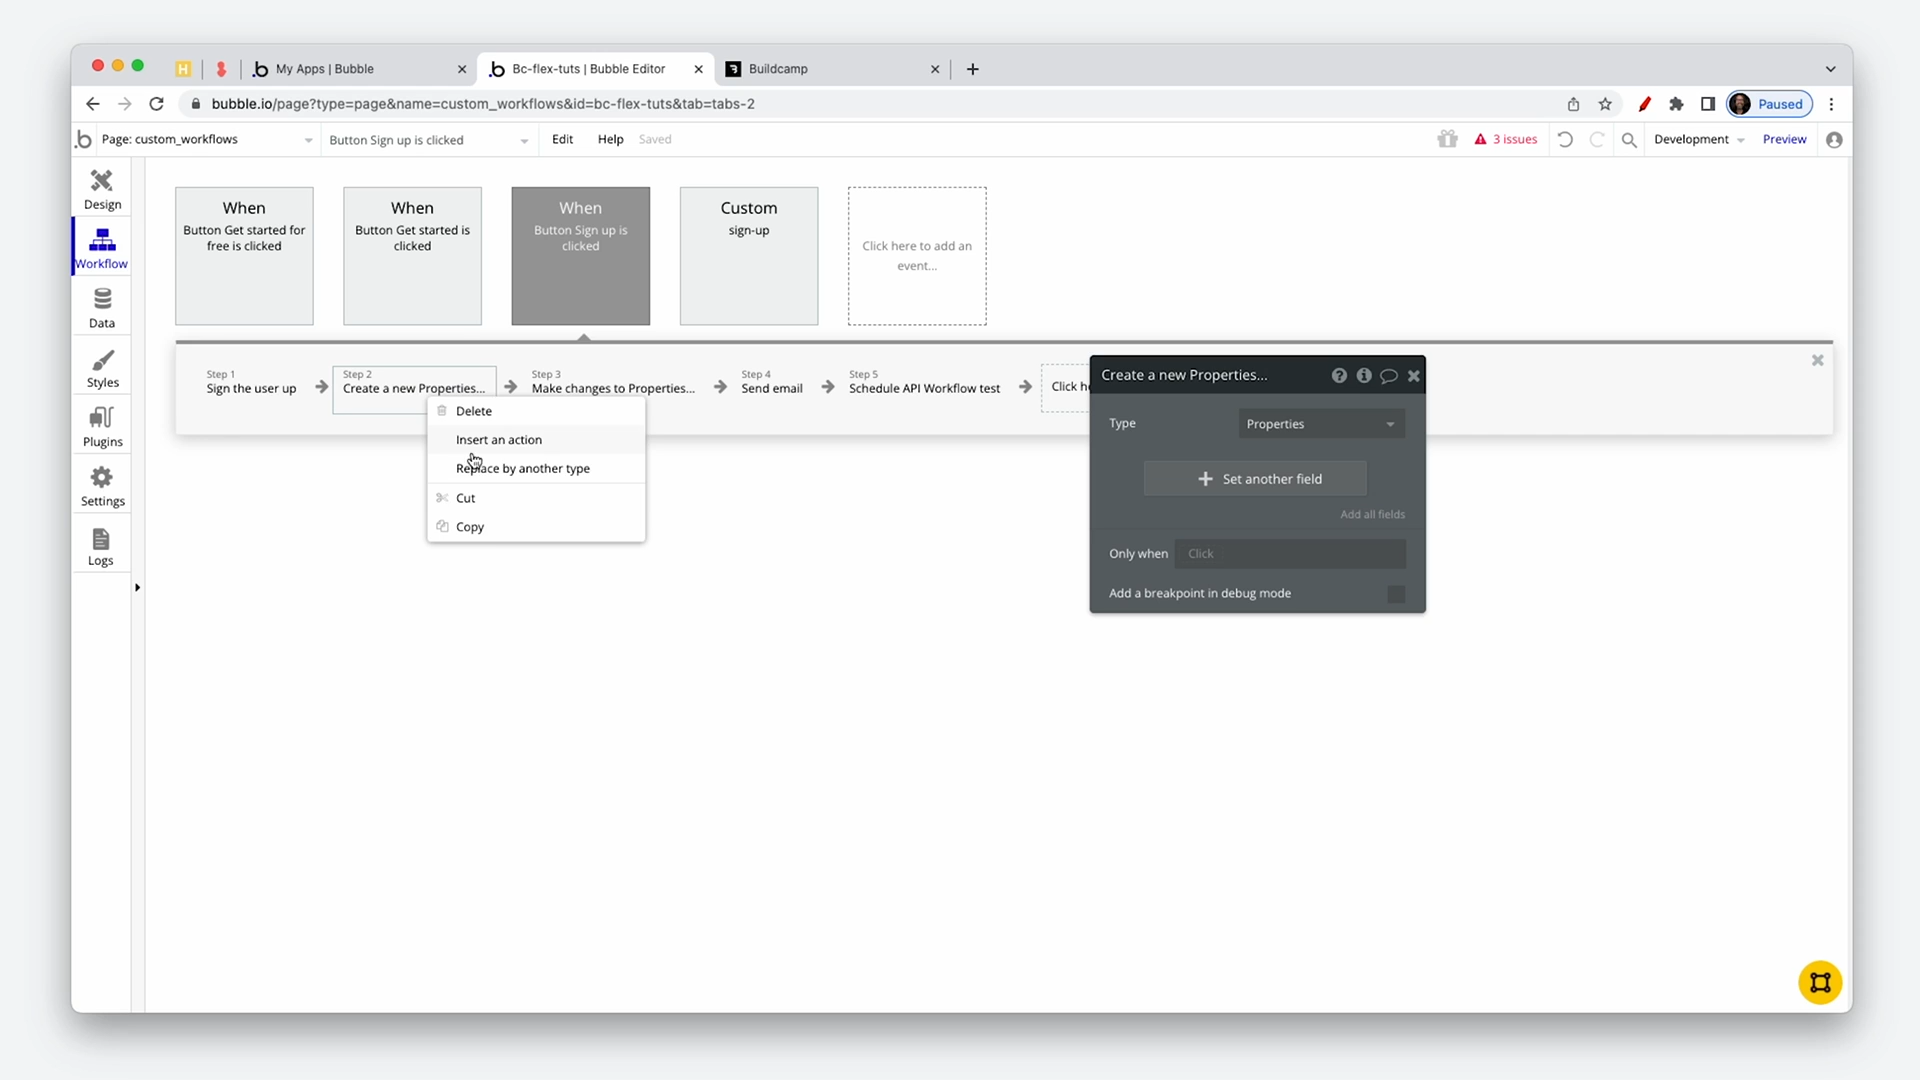 My Apps | Bubble
Bc-flex-tuts | Bubble Editor
Buildcamp
bubble.io/page?type=page&name=custom_workflows&id=bc-flex-tuts&tab=tabs-2
Paused
Page: custom_workflows
Button Sign up is clicked
Edit
Help
Saved
3 issues
Development
Preview
Design
Workflow
Data
Styles
Plugins
Settings
Logs
When
Button Get started for
free is clicked
When
Button Get started is
clicked
When
Button Sign up is
clicked
Custom
sign-up
Click here to add an
event...
Step 1
Sign the user up
Step 2
Create a new Properties...
Step 3
Make changes to Properties...
Step 4
Send email
Step 5
Schedule API Workflow test
Click h
Delete
Insert an action
Replace by another type
Cut
Copy
Create a new Properties...
Type
Properties
Set another field
Add all fields
Only when
Click
Add a breakpoint in debug mode